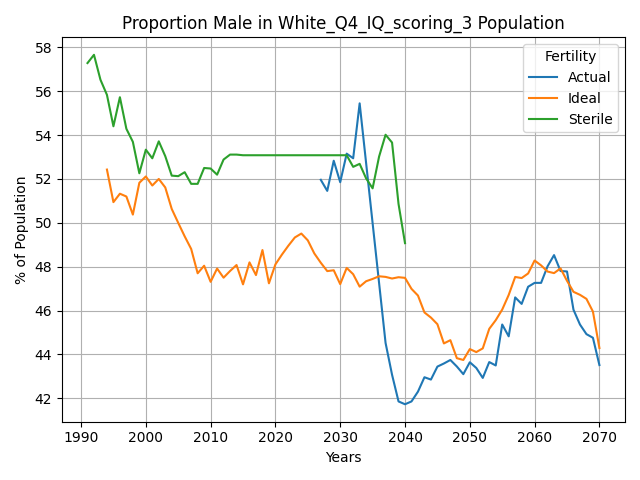 Proportion Male in White_Q4_IQ_scoring_3 Population
Fertility
Actual
Ideal
Sterile
% of Population
58
56
54
52
50
48
46
44
42
1990
2000
2010
2020
2030
2040
2050
2060
2070
Years